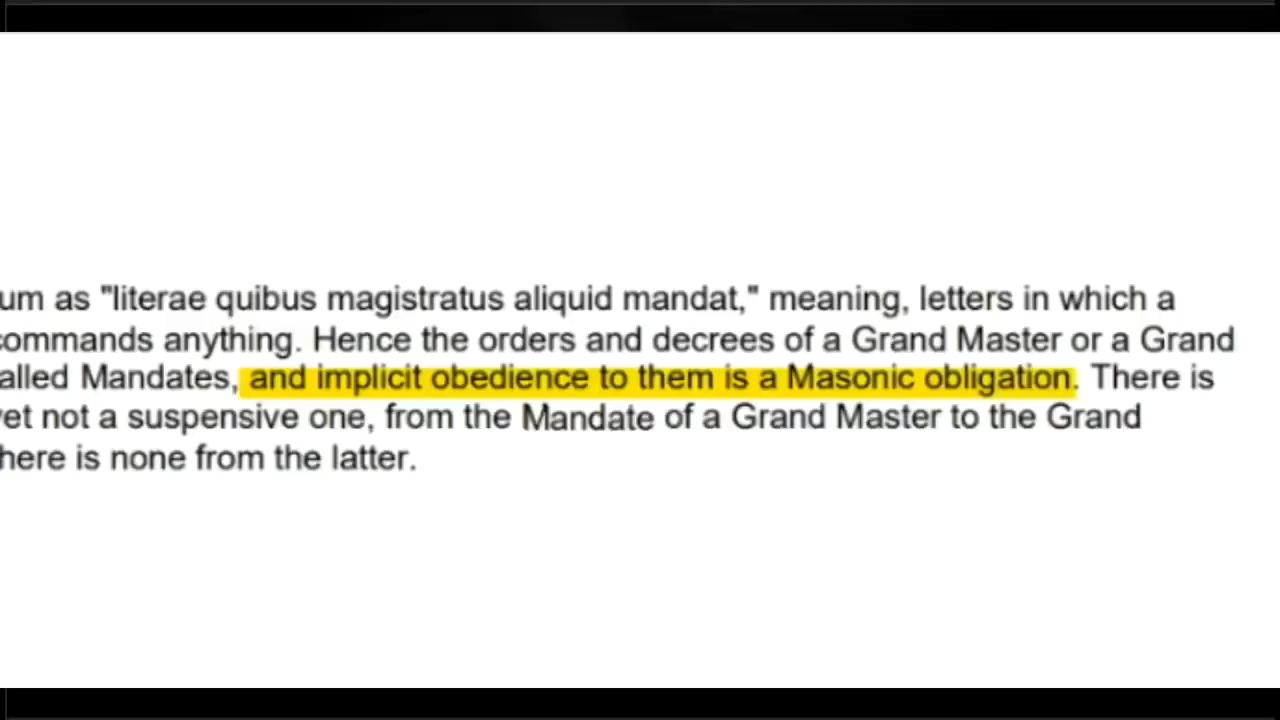 um as "literae quibus magistratus aliquid mandat," meaning, letters in which a
commands anything. Hence the orders and decrees of a Grand Master or a Grand
alled Mandates, and implicit obedience to them is a Masonic obligation. There is
yet not a suspensive one, from the Mandate of a Grand Master to the Grand
here is none from the latter.